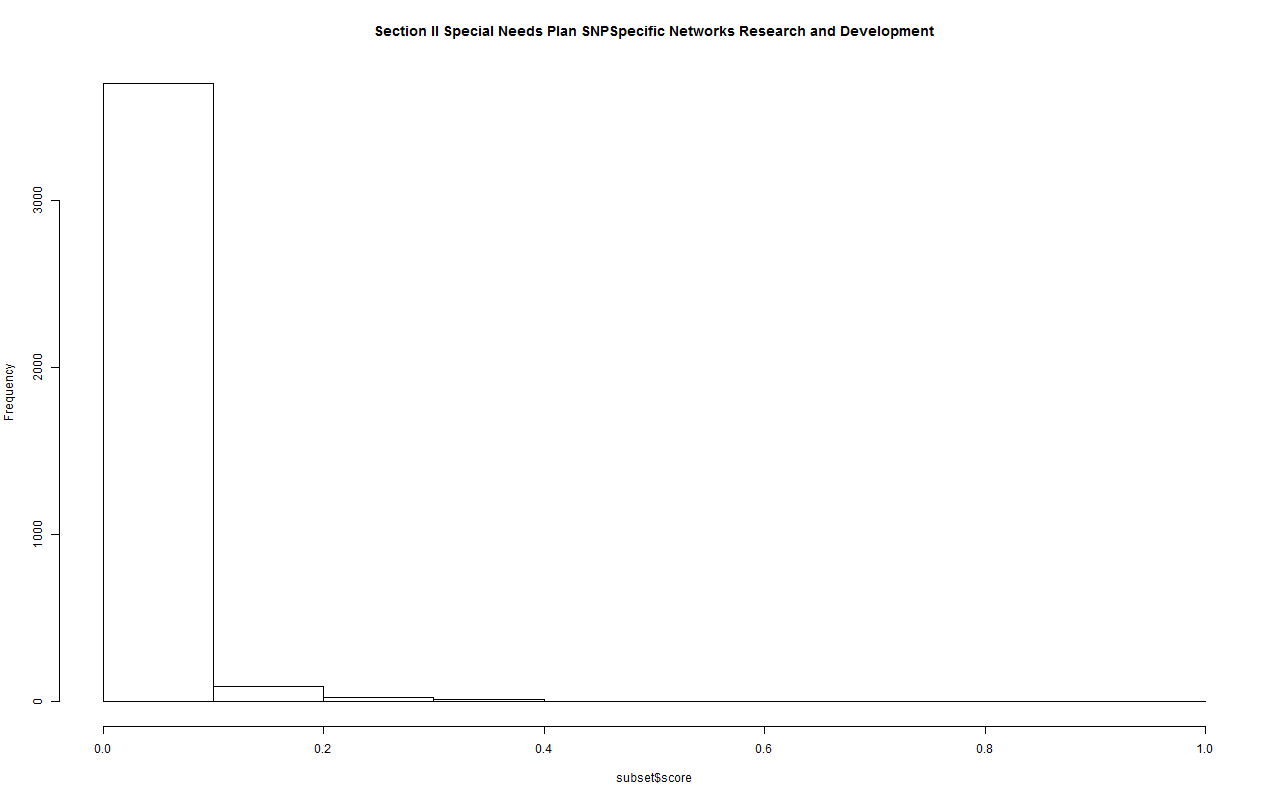 Section II Special Needs Plan SNPSpecific Networks Research and Development
3000
2000
1000
0
Frequency
0.0 0.2 0.4 0.6 0.8 1.0
subset$score